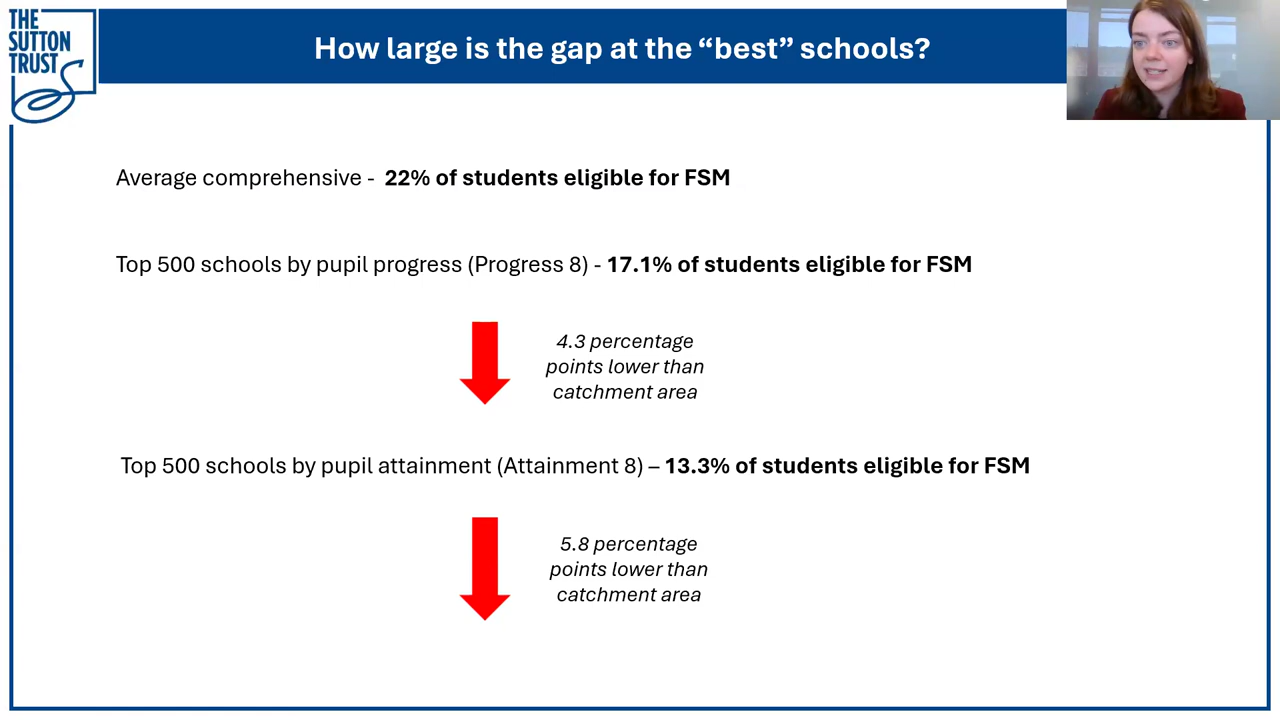 THE
SUTTON
TRUST
How large is the gap at the “best” schools?
Average comprehensive - 22% of students eligible for FSM
Top 500 schools by pupil progress (Progress 8) - 17.1% of students eligible for FSM
4.3 percentage
points lower than
catchment area
Top 500 schools by pupil attainment (Attainment 8) – 13.3% of students eligible for FSM
5.8 percentage
points lower than
catchment area